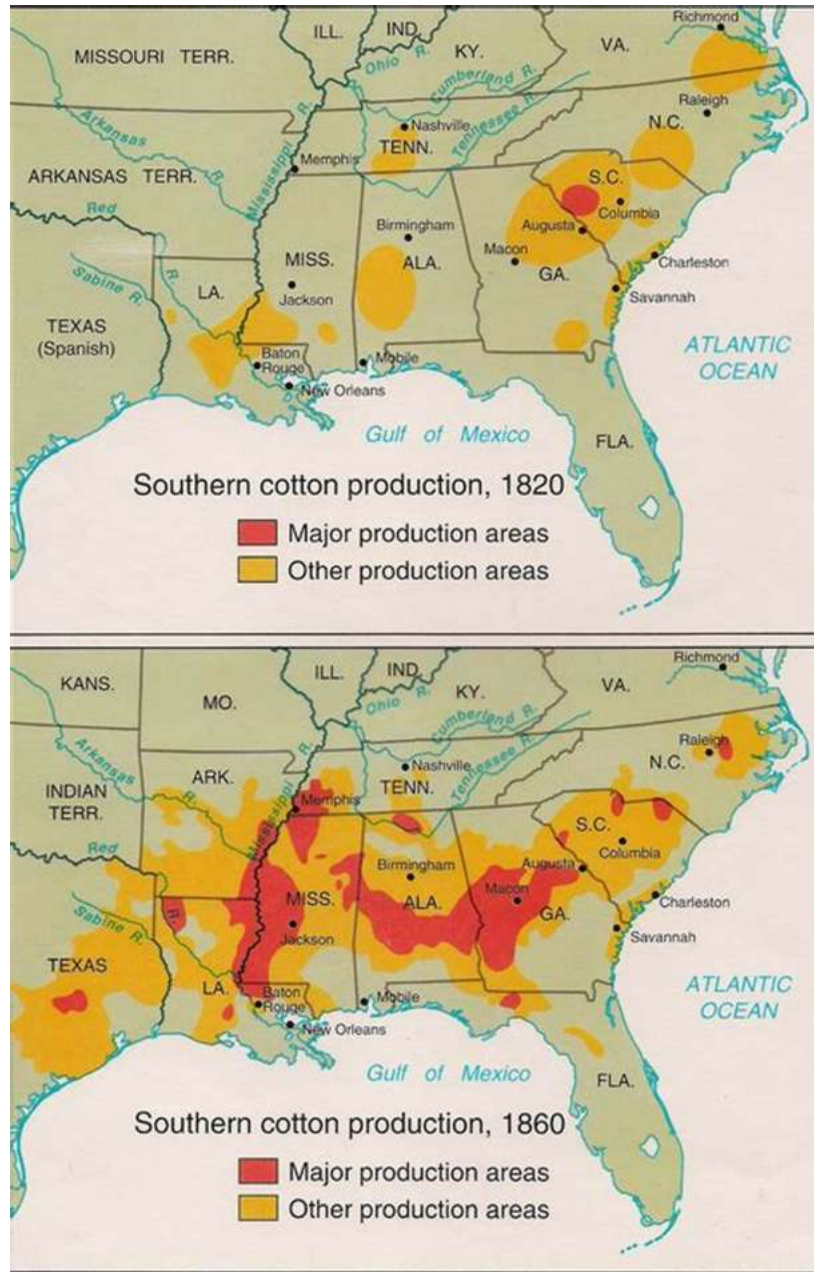 Richmond
ILL.
IND.
VA.
MISSOURI TERR.
Ohio R.
KY.
Cumberland R.
Raleigh
Arkansas R.
Nashville
Tennessee R.
N.C.
TENN.
Mississippi R.
Memphis
ARKANSAS TERR.
S.C.
Red R.
Columbia
Birmingham
Augusta
Macon
MISS.
ALA.
Charleston
Sabine R.
LA.
GA.
Jackson
Savannah
TEXAS
(Spanish)
ATLANTIC
OCEAN
Baton
Rouge
Mobile
New Orleans
Gulf of Mexico
FLA.
Southern cotton production, 1820
Major production areas
Other production areas
Richmond
KANS.
ILL.
IND.
KY.
VA.
MO.
Ohio R.
Cumberland R.
Raleigh
Arkansas R.
Nashville
N.C.
ARK.
TENN.
Tennessee R.
INDIAN
TERR.
Mississippi R.
Memphis
S.C.
Red R.
Columbia
Birmingham
Augusta
Macon
MISS.
ALA.
GA.
Charleston
Sabine R.
Jackson
Savannah
TEXAS
LA.
Baton
Rouge
Mobile
ATLANTIC
OCEAN
New Orleans
Gulf of Mexico
FLA.
Southern cotton production, 1860
Major production areas
Other production areas